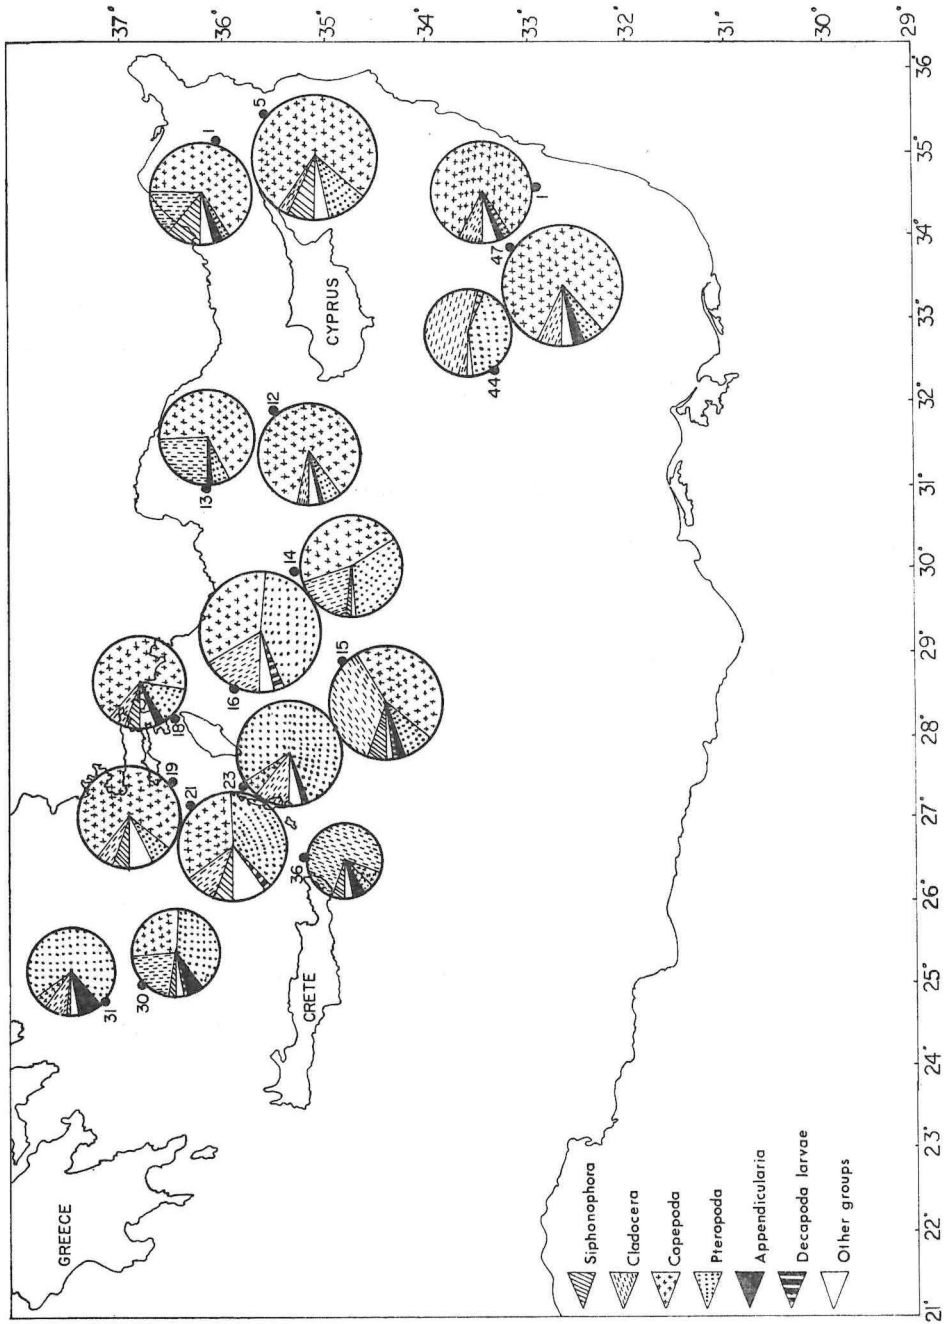 GREECE
CRETE
CYPRUS
31
30
36
21
19
23
18
16
15
14
13
12
1
5
44
47
1
Siphonophora
Cladocera
Capepoda
Pteropoda
Appendicularia
Decapoda larvae
Other groups
37° 36° 35° 34° 33° 32° 31° 30° 29°
21° 22° 23° 24° 25° 26° 27° 28° 29° 30° 31° 32° 33° 34° 35° 36°